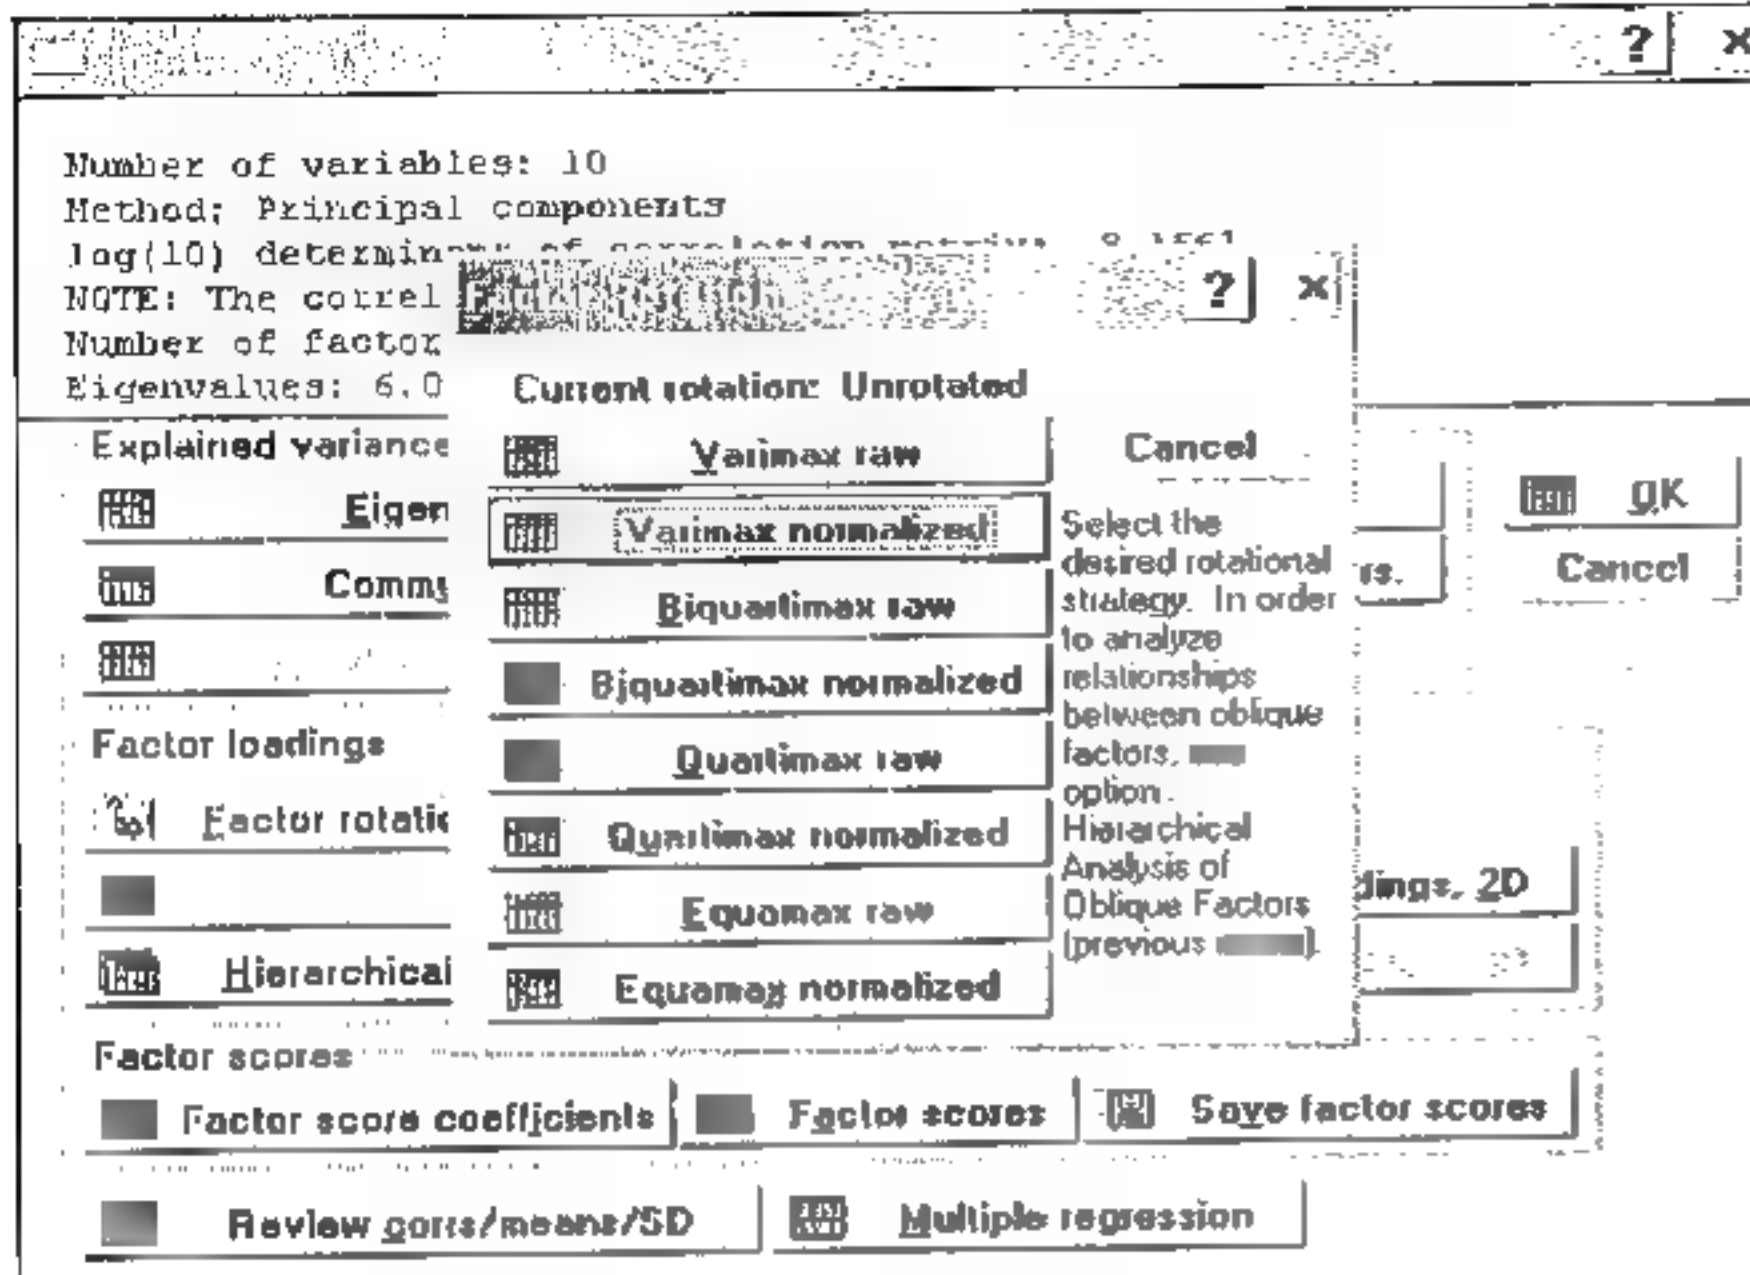 Number of variables: 10
Method: Principal components
log(10) determin
NOTE: The correl
Number of factor
Eigenvalues: 6.0
Current rotation: Unrotated
Varimax raw
Varimax normalized
Biquartimax raw
Biquartimax normalized
Quartimax raw
Quartimax normalized
Equamax raw
Equamax normalized
Cancel
Select the
desired rotational
strategy. In order
to analyze
relationships
between oblique
factors,
option
Hierarchical
Analysis of
Oblique Factors
(previous
OK
Cancel
Explained variance
Eigen
Commu
Factor loadings
Factor rotatio
Hierarchical
dings, 2D
Factor scores
Factor score coefficients
Factor scores
Save factor scores
Review corrs/means/SD
Multiple regression